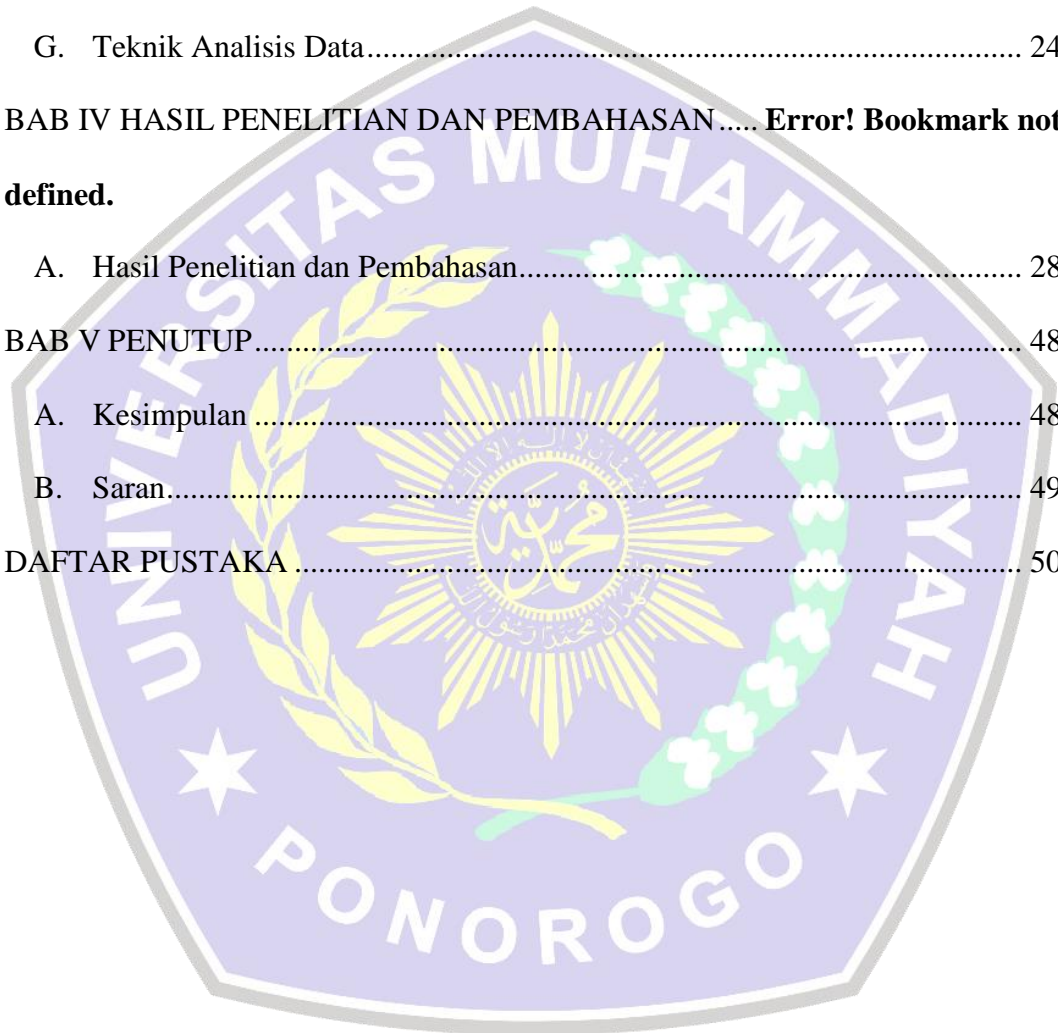 G. Teknik Analisis Data........................................................................................ 24
BAB IV HASIL PENELITIAN DAN PEMBAHASAN..... Error! Bookmark not
defined.
A. Hasil Penelitian dan Pembahasan.................................................................. 28
BAB V PENUTUP.................................................................................................... 48
A. Kesimpulan .................................................................................................... 48
B. Saran............................................................................................................... 49
DAFTAR PUSTAKA ............................................................................................... 50
UNIVERSITAS MUHAMMADIYAH
PONOROGO
محمدية